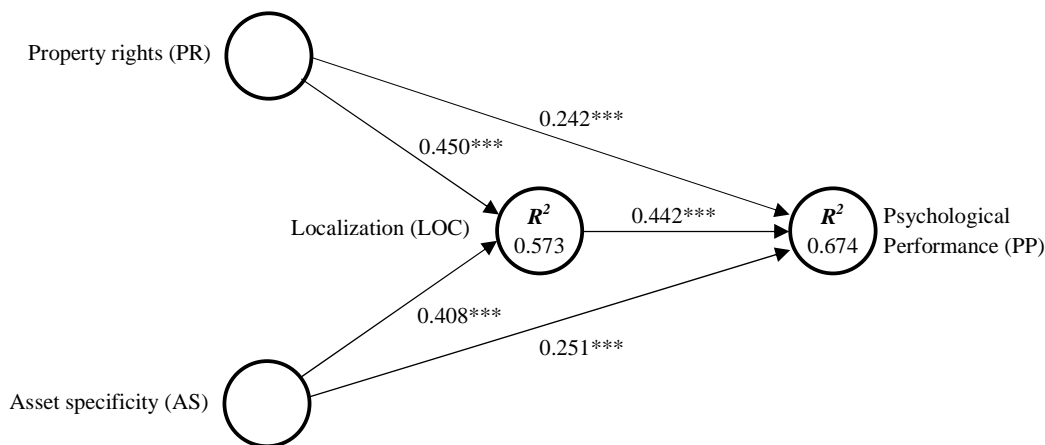 Property rights (PR)
0.242***
0.450***
Localization (LOC)
R²
0.573
0.442***
R²
0.674
Psychological
Performance (PP)
0.408***
0.251***
Asset specificity (AS)